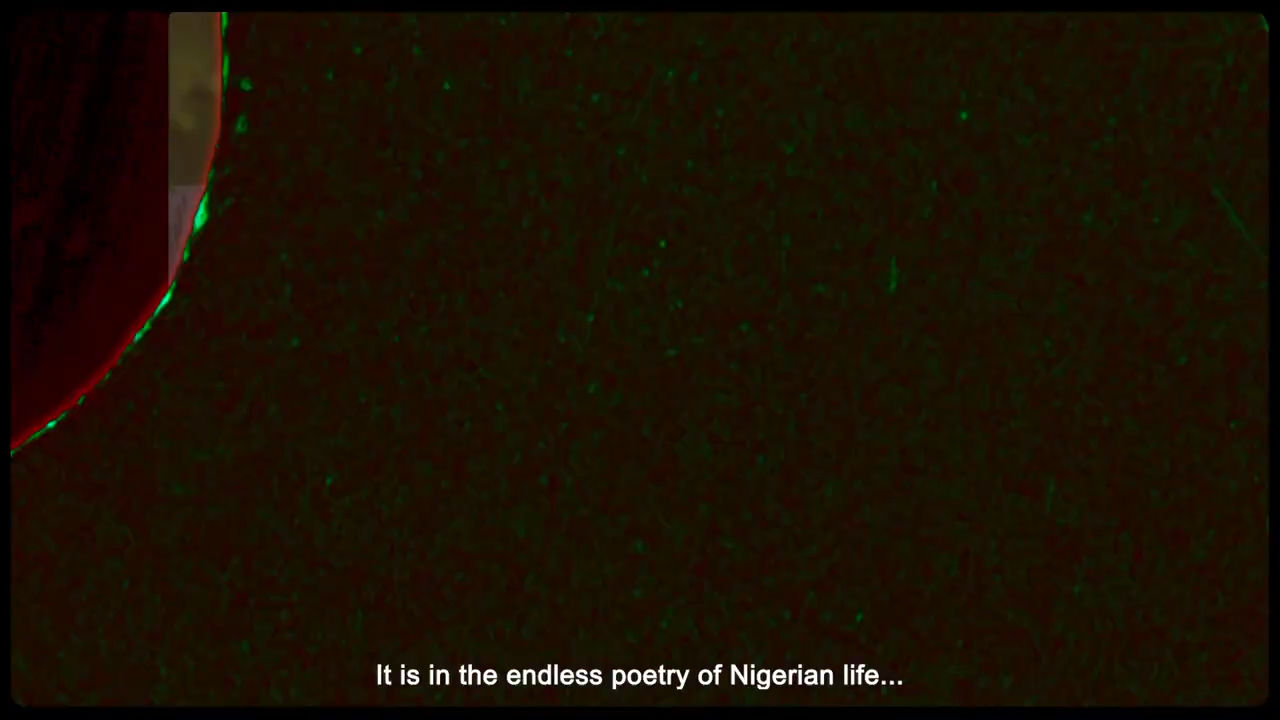 It is in the endless poetry of Nigerian life...